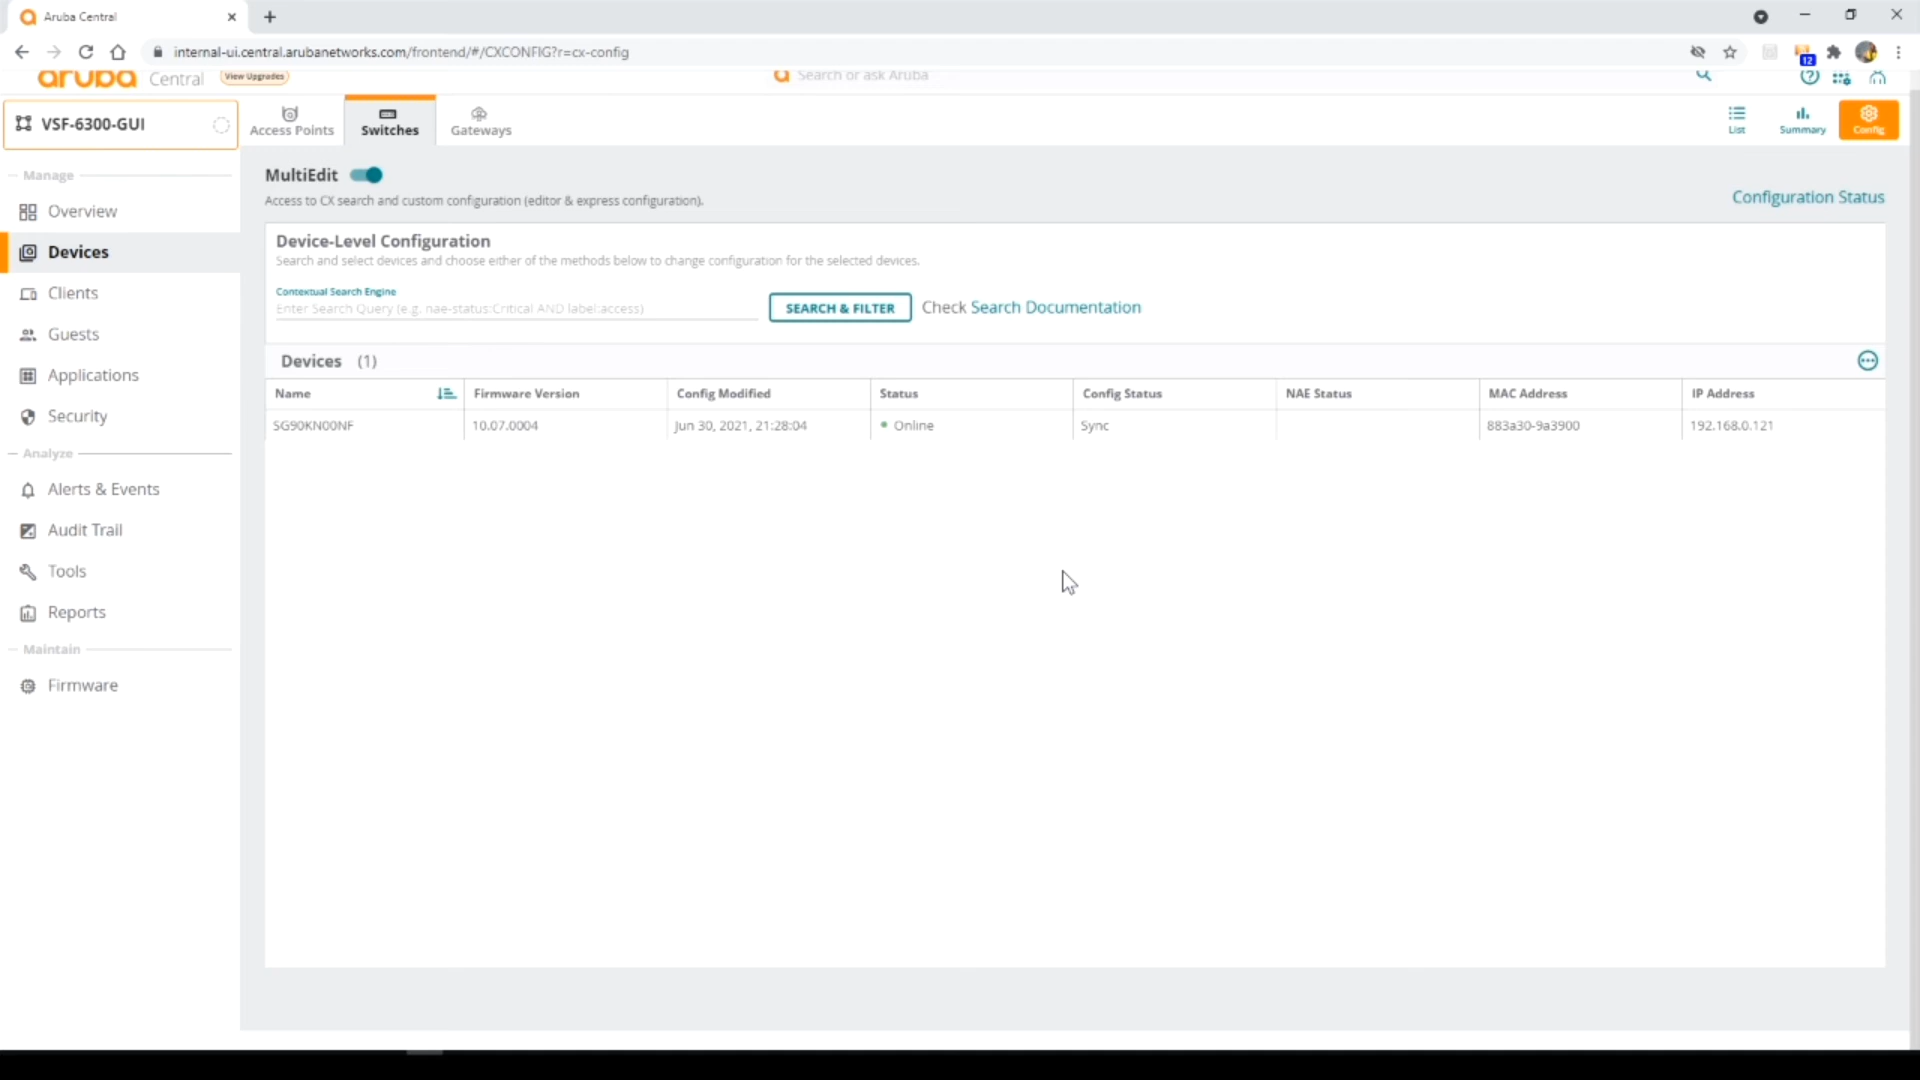 Aruba Central
internal-ui.central.arubanetworks.com/frontend/#/CXCONFIG?r=cx-config
12
aruba Central View Upgrades
Search or ask Aruba
VSF-6300-GUI
Access Points
Switches
Gateways
List
Summary
Config
Manage
Overview
Devices
Clients
Guests
Applications
Security
Analyze
Alerts & Events
Audit Trail
Tools
Reports
Maintain
Firmware
MultiEdit
Access to CX search and custom configuration (editor & express configuration).
Configuration Status
Device-Level Configuration
Search and select devices and choose either of the methods below to change configuration for the selected devices.
Contextual Search Engine
Enter Search Query (e.g. nae-status:Critical AND label:access)
SEARCH & FILTER
Check Search Documentation
Devices (1)
Name Firmware Version Config Modified Status Config Status NAE Status MAC Address IP Address
SG90KN00NF 10.07.0004 Jun 30, 2021, 21:28:04 Online Sync 883a30-9a3900 192.168.0.121